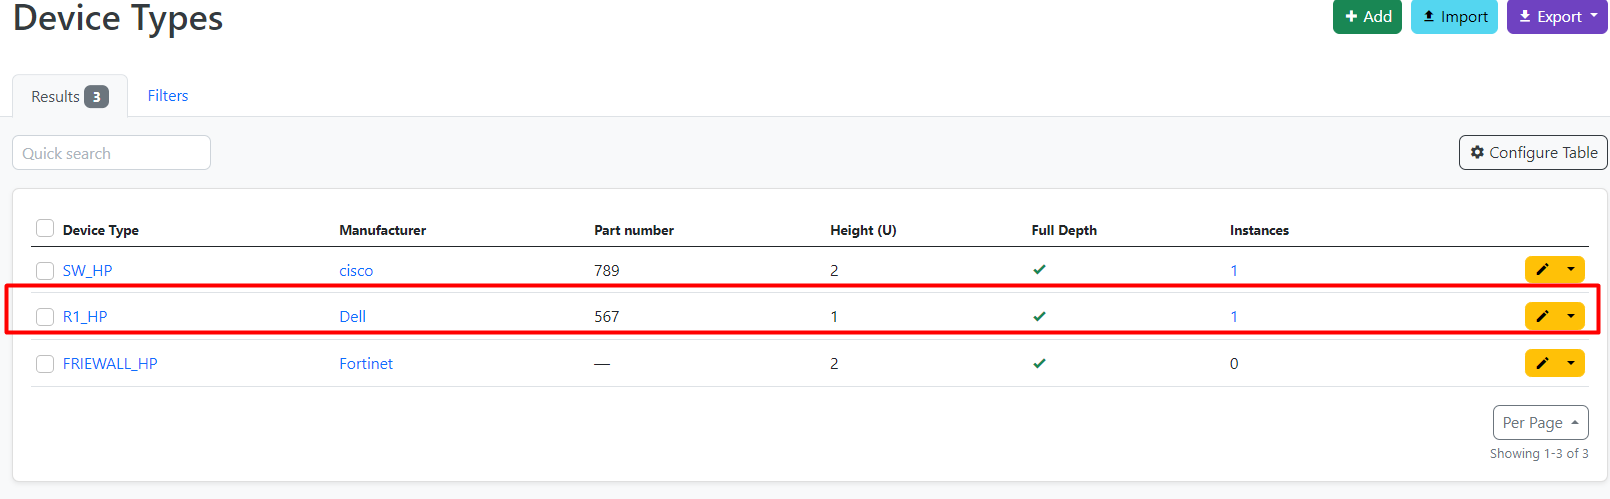 Device Types
Add Import Export
Results 3 Filters
Quick search
Configure Table
Device Type Manufacturer Part number Height (U) Full Depth Instances
SW_HP cisco 789 2 1
R1_HP Dell 567 1 1
FRIEWALL_HP Fortinet — 2 0
Per Page
Showing 1-3 of 3